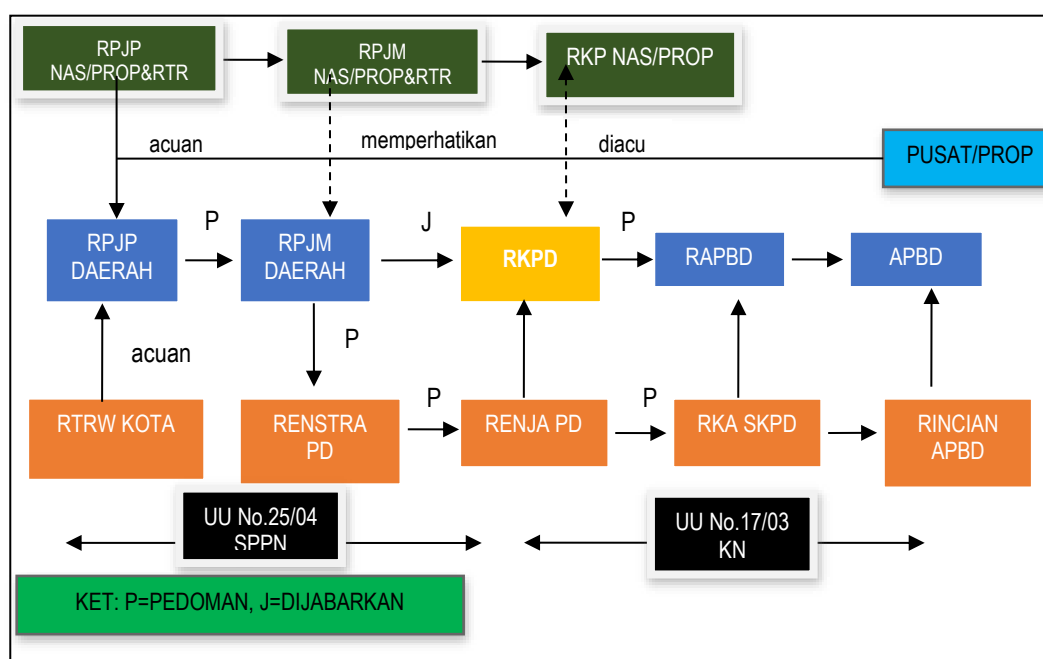 RPJP
NAS/PROP&RTR
RPJM
NAS/PROP&RTR
RKP NAS/PROP
acuan
memperhatikan
diacu
PUSAT/PROP
RPJP
DAERAH
P
RPJM
DAERAH
J
RKPD
P
RAPBD
APBD
acuan
P
RTRW KOTA
RENSTRA
PD
P
RENJA PD
P
RKA SKPD
RINCIAN
APBD
UU No.25/04
SPPN
UU No.17/03
KN
KET: P=PEDOMAN, J=DIJABARKAN